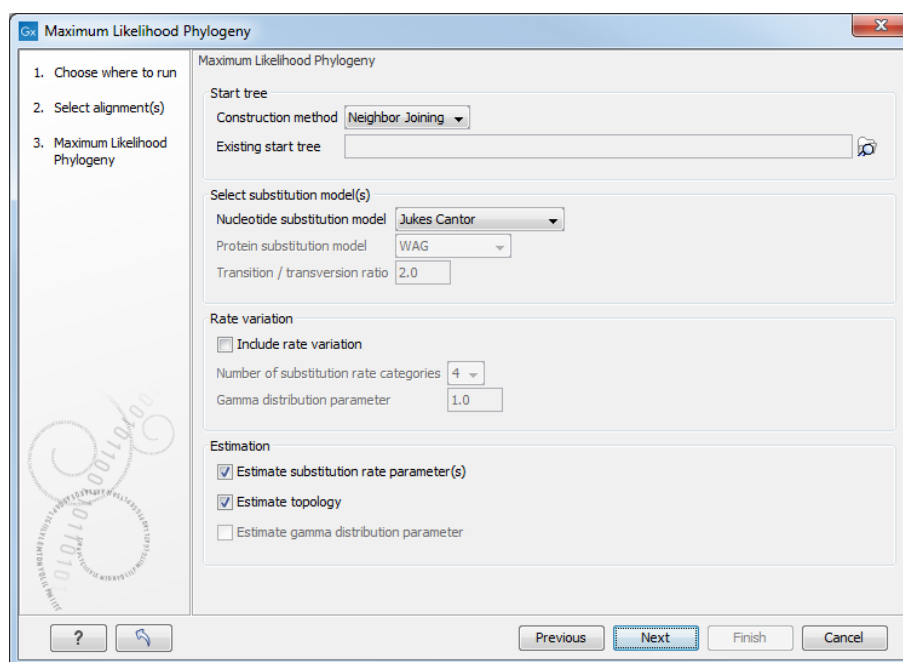 Gx Maximum Likelihood Phylogeny
1. Choose where to run
2. Select alignment(s)
3. Maximum Likelihood
Phylogeny
Maximum Likelihood Phylogeny
Start tree
Construction method Neighbor Joining
Existing start tree
Select substitution model(s)
Nucleotide substitution model Jukes Cantor
Protein substitution model WAG
Transition / transversion ratio 2.0
Rate variation
Include rate variation
Number of substitution rate categories 4
Gamma distribution parameter 1.0
Estimation
Estimate substitution rate parameter(s)
Estimate topology
Estimate gamma distribution parameter
? Previous Next Finish Cancel